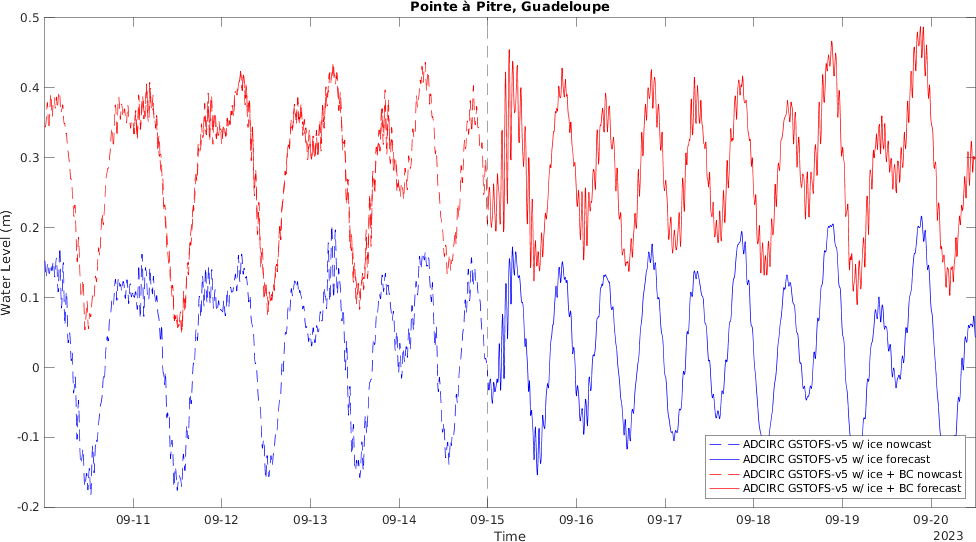 Pointe à Pitre, Guadeloupe
0.5
0.4
0.3
0.2
0.1
0
-0.1
-0.2
Water Level (m)
ADCIRC GSTOFS-v5 w/ ice nowcast
ADCIRC GSTOFS-v5 w/ ice forecast
ADCIRC GSTOFS-v5 w/ ice + BC nowcast
ADCIRC GSTOFS-v5 w/ ice + BC forecast
09-11 09-12 09-13 09-14 09-15 09-16 09-17 09-18 09-19 09-20
Time
2023